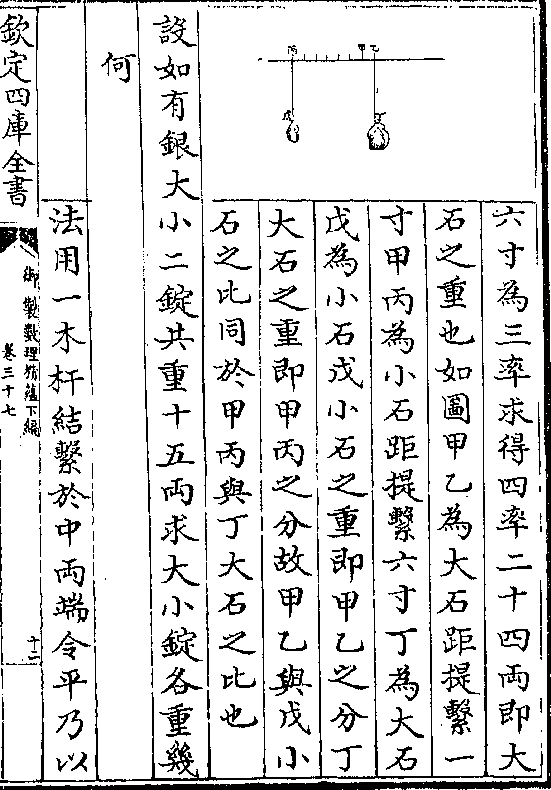 六寸為三率求得四率二十四兩即大
石之重也如圖甲乙為大石距提繫一
寸甲丙為小石距提繫六寸丁為大石
戊為小石戊小石之重即甲乙之分丁
大石之重即甲丙之分故甲乙與戊小
石之比同於甲丙與丁大石之比也
丙
甲
乙
設如有銀大小二錠共重十五兩求大小錠各重幾
何
法用一木杆結繫於中兩端令平乃以
欽定四庫全書
御製數理精蘊下編
卷三十七
十二